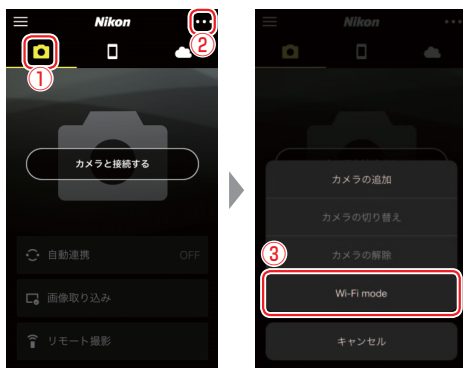 Nikon
①
②
カメラと接続する
自動連携 OFF
画像取り込み
リモート撮影
Nikon
カメラの追加
カメラの切り替え
カメラの解除
③
Wi-Fi mode
キャンセル